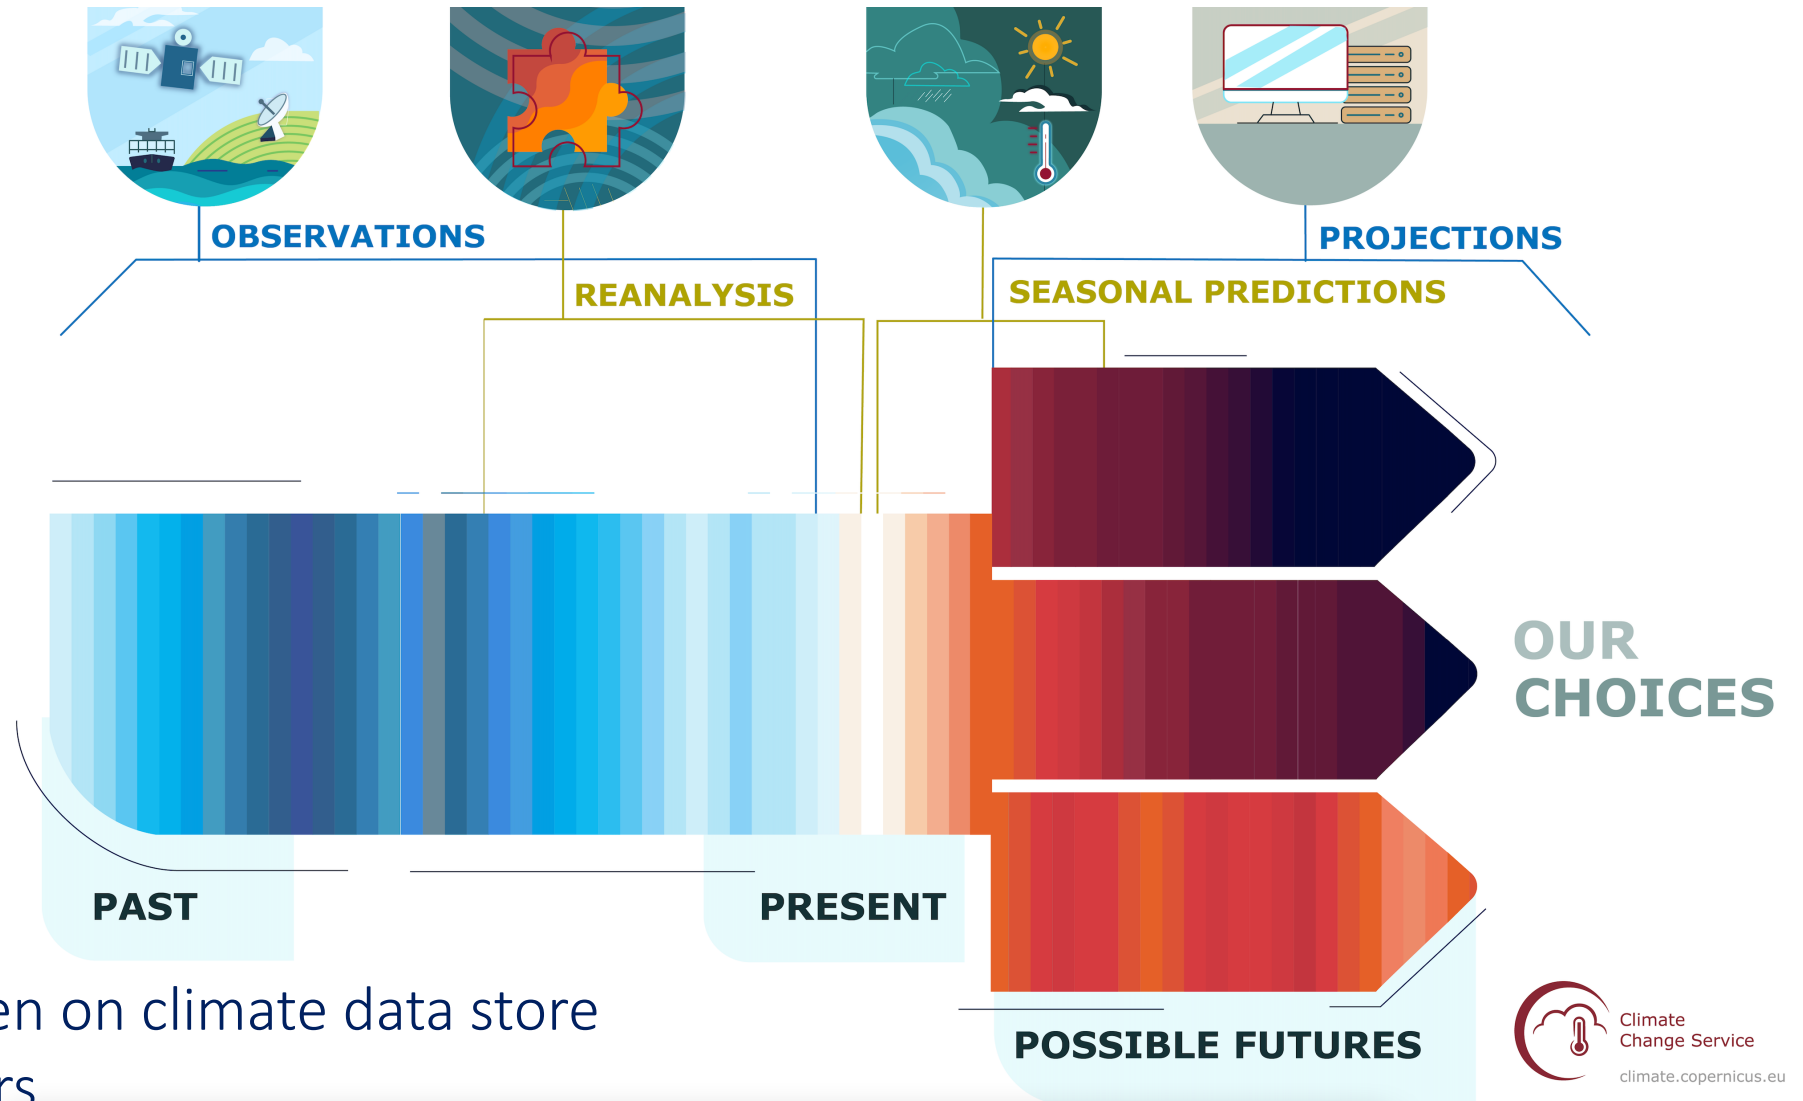 OBSERVATIONS
PROJECTIONS
REANALYSIS
SEASONAL PREDICTIONS
OUR
CHOICES
PAST
PRESENT
POSSIBLE FUTURES
on climate data store
Climate
Change Service
climate.copernicus.eu